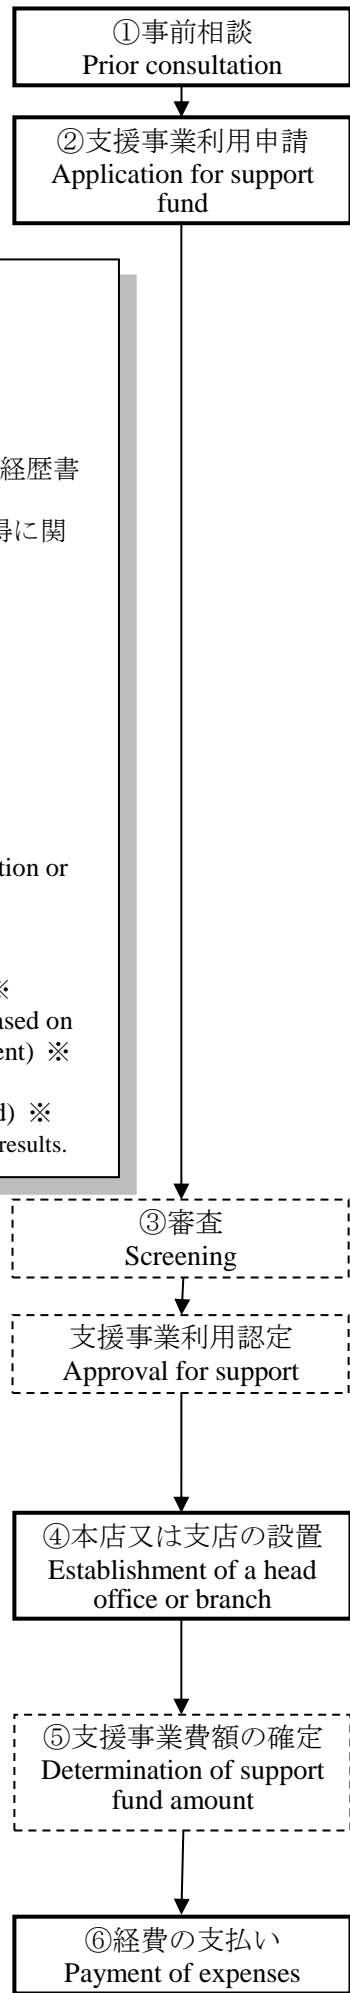 ①事前相談
Prior consultation
②支援事業利用申請
Application for support
fund
経歴書
得に関
tion or
※
ased on
ent) ※
d) ※
results.
③審査
Screening
支援事業利用認定
Approval for support
④本店又は支店の設置
Establishment of a head
office or branch
⑤支援事業費額の確定
Determination of support
fund amount
⑥経費の支払い
Payment of expenses